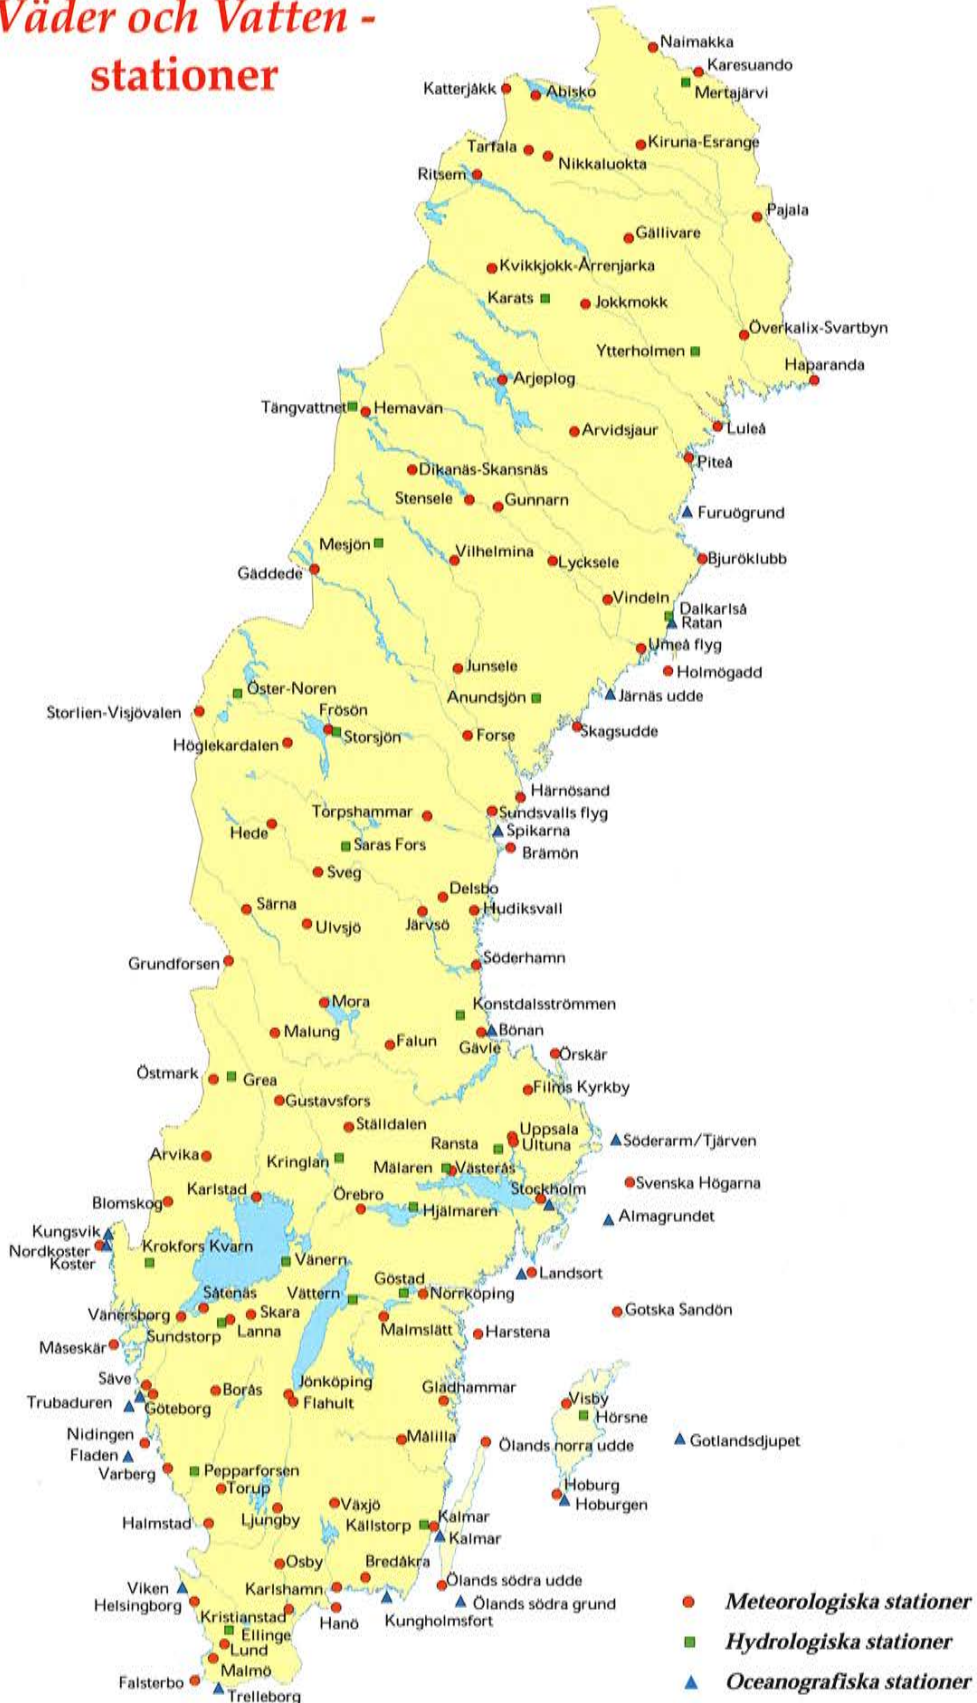 Väder och Vatten -
stationer
Naimakka
Karesuando
Mertajärvi
Katterjåkk
Abisko
Tarfala
Nikkaluokta
Kiruna-Esrange
Ritsem
Pajala
Gällivare
Kvikkjokk-Årrenjarka
Karats
Jokkmokk
Överkalix-Svartbyn
Ytterholmen
Haparanda
Arjeplog
Tängvattnet
Hemavan
Arvidsjaur
Luleå
Piteå
Dikanäs-Skansnäs
Stensele
Gunnarn
Furuögrund
Mesjön
Vilhelmina
Lycksele
Bjuröklubb
Gäddede
Vindeln
Dalkarlså
Ratan
Umeå flyg
Junsele
Holmögadd
Öster-Noren
Anundsjön
Järnäs udde
Storlien-Visjövalen
Frösön
Storsjön
Höglekardalen
Forse
Skagsudde
Härnösand
Torpshammar
Sundsvalls flyg
Hede
Spikarna
Saras Fors
Brämön
Sveg
Delsbo
Särna
Hudiksvall
Ulvsjö
Järvsö
Grundforsen
Söderhamn
Mora
Konstdalsströmmen
Malung
Bönan
Falun
Gävle
Örskär
Östmark
Grea
Films Kyrkby
Gustavsfors
Ställdalen
Uppsala
Ransta
Ultuna
Söderarm/Tjärven
Arvika
Kringlan
Mälaren
Västerås
Karlstad
Örebro
Stockholm
Svenska Högarna
Blomskog
Hjälmaren
Almagrundet
Kungsvik
Nordkoster
Koster
Krokfors Kvarn
Vänern
Göstad
Landsort
Såtenäs
Vättern
Norrköping
Vänersborg
Skara
Gotska Sandön
Sundstorp
Lanna
Malmslätt
Harstena
Måseskär
Säve
Jönköping
Borås
Gladhammar
Trubaduren
Göteborg
Flahult
Visby
Hörsne
Nidingen
Målilla
Ölands norra udde
Gotlandsdjupet
Fladen
Varberg
Pepparforsen
Torup
Hoburg
Hoburgen
Växjö
Halmstad
Ljungby
Källstorp
Kalmar
Kalmar
Osby
Bredåkra
Viken
Karlshamn
Ölands södra udde
Helsingborg
Ölands södra grund
Kristianstad
Hanö
Kungholmsfort
Ellinge
Lund
Malmö
Falsterbo
Trelleborg
Meteorologiska stationer
Hydrologiska stationer
Oceanografiska stationer